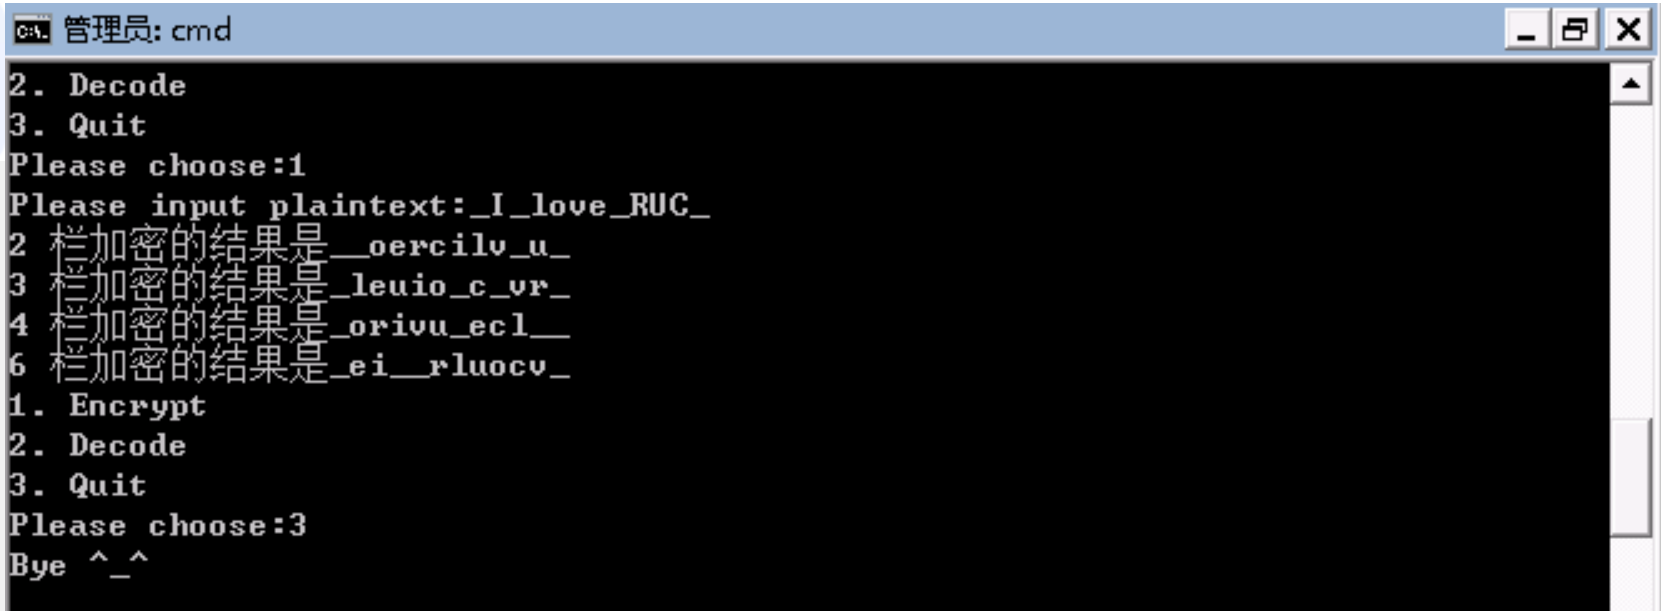 管理员: cmd
2. Decode
3. Quit
Please choose:1
Please input plaintext:_I_love_RUC_
2 栏加密的结果是__oercilv_u_
3 栏加密的结果是_leuio_c_vr_
4 栏加密的结果是_orivu_ecl__
6 栏加密的结果是_ei__rluocv_
1. Encrypt
2. Decode
3. Quit
Please choose:3
Bye ^_^